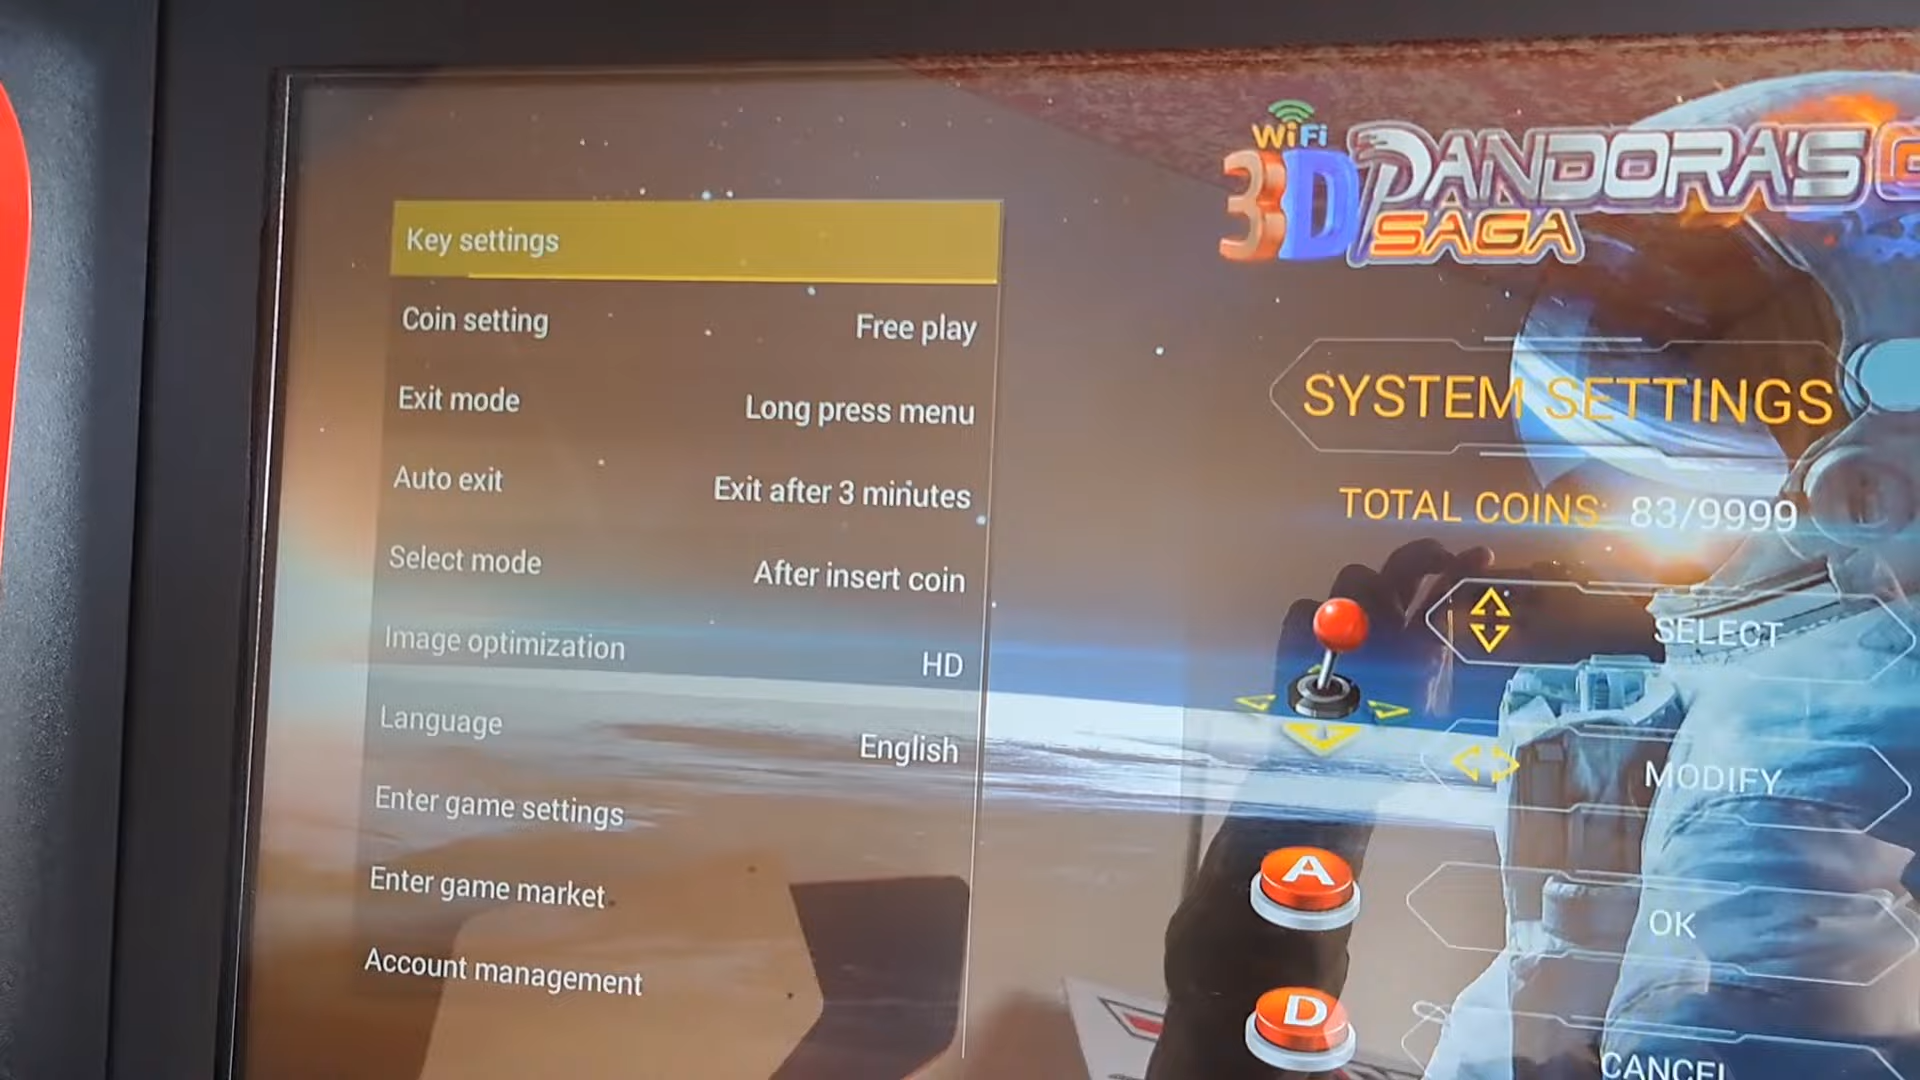 Key settings
Coin setting Free play
Exit mode Long press menu
Auto exit Exit after 3 minutes
Select mode After insert coin
Image optimization HD
Language English
Enter game settings
Enter game market
Account management
WiFi
3D PANDORA'S
SAGA
SYSTEM SETTINGS
TOTAL COINS: 83/9999
SELECT
MODIFY
A OK
D CANCEL